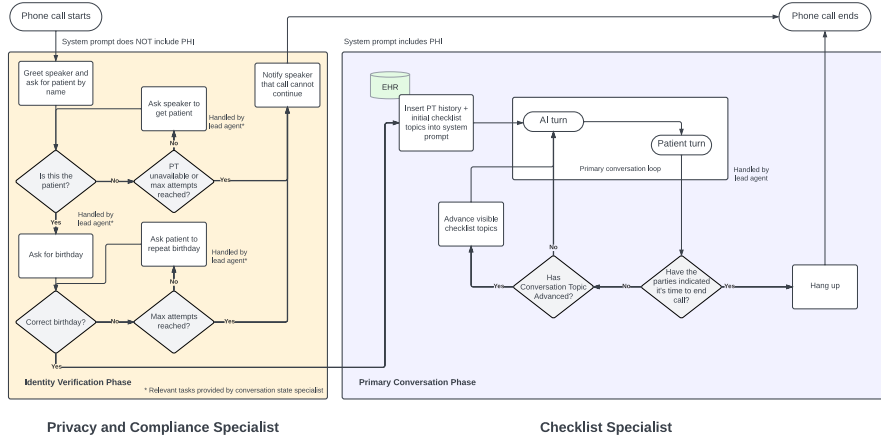 Phone call starts
Phone call ends
System prompt does NOT include PHI
System prompt includes PHI
Greet speaker and
ask for patient by
name
Notify speaker
that call cannot
continue
Ask speaker to
get patient
Handled by
lead agent*
No
Is this the
patient?
No
PT
unavailable or
max attempts
reached?
Yes
Yes
Handled by
lead agent*
Ask for birthday
Ask patient to
repeat birthday
Handled by
lead agent*
No
Correct birthday?
No
Max attempts
reached?
Yes
Yes
Identity Verification Phase
* Relevant tasks provided by conversation state specialist
EHR
Insert PT history +
initial checklist
topics into system
prompt
AI turn
Patient turn
Primary conversation loop
Handled by
lead agent
Advance visible
checklist topics
No
Yes
Has
Conversation Topic
Advanced?
No
Have the
parties indicated
it's time to end
call?
Yes
Hang up
Primary Conversation Phase
Privacy and Compliance Specialist
Checklist Specialist